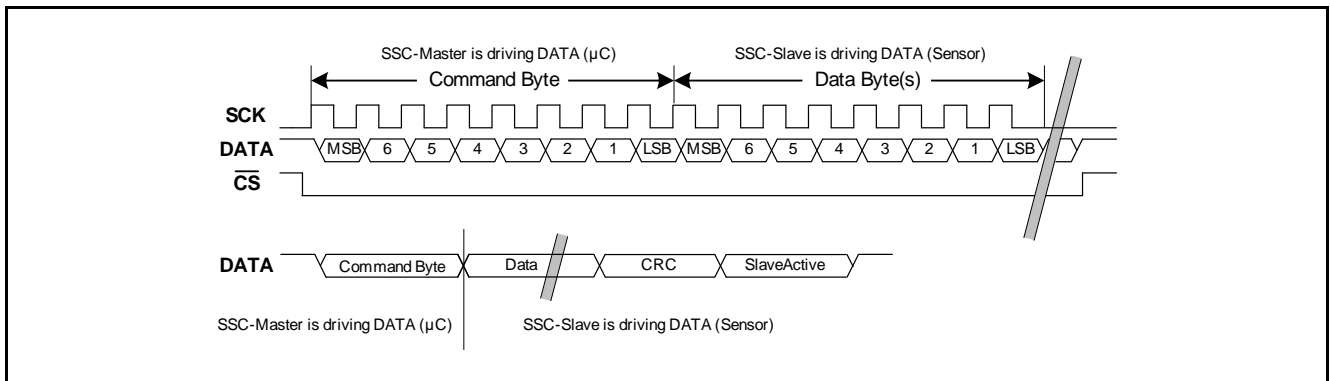 SSC-Master is driving DATA (µC) SSC-Slave is driving DATA (Sensor)
Command Byte Data Byte(s)
SCK
DATA MSB 6 5 4 3 2 1 LSB MSB 6 5 4 3 2 1 LSB
CS
DATA Command Byte Data CRC SlaveActive
SSC-Master is driving DATA (µC) SSC-Slave is driving DATA (Sensor)